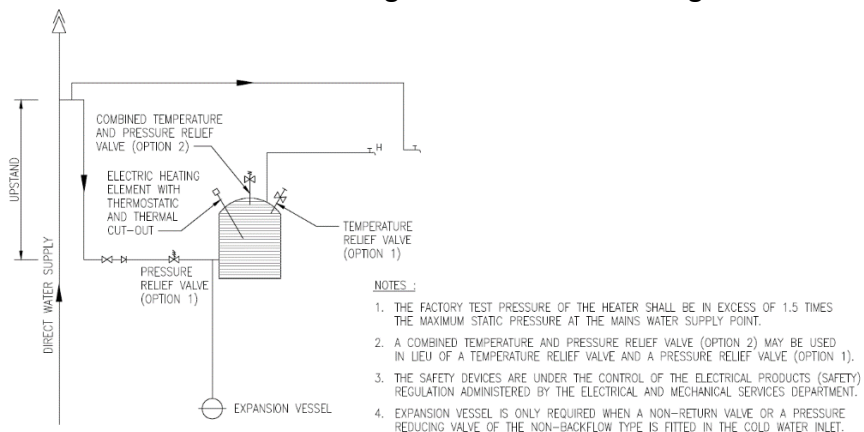 COMBINED TEMPERATURE
AND PRESSURE RELIEF
VALVE (OPTION 2)
H
UPSTAND
ELECTRIC HEATING
ELEMENT WITH
THERMOSTATIC
AND THERMAL
CUT-OUT
TEMPERATURE
RELIEF VALVE
(OPTION 1)
PRESSURE
RELIEF VALVE
(OPTION 1)
DIRECT WATER SUPPLY
EXPANSION VESSEL
NOTES :
1. THE FACTORY TEST PRESSURE OF THE HEATER SHALL BE IN EXCESS OF 1.5 TIMES
THE MAXIMUM STATIC PRESSURE AT THE MAINS WATER SUPPLY POINT.
2. A COMBINED TEMPERATURE AND PRESSURE RELIEF VALVE (OPTION 2) MAY BE USED
IN LIEU OF A TEMPERATURE RELIEF VALVE AND A PRESSURE RELIEF VALVE (OPTION 1).
3. THE SAFETY DEVICES ARE UNDER THE CONTROL OF THE ELECTRICAL PRODUCTS (SAFETY)
REGULATION ADMINISTERED BY THE ELECTRICAL AND MECHANICAL SERVICES DEPARTMENT.
4. EXPANSION VESSEL IS ONLY REQUIRED WHEN A NON-RETURN VALVE OR A PRESSURE
REDUCING VALVE OF THE NON-BACKFLOW TYPE IS FITTED IN THE COLD WATER INLET.